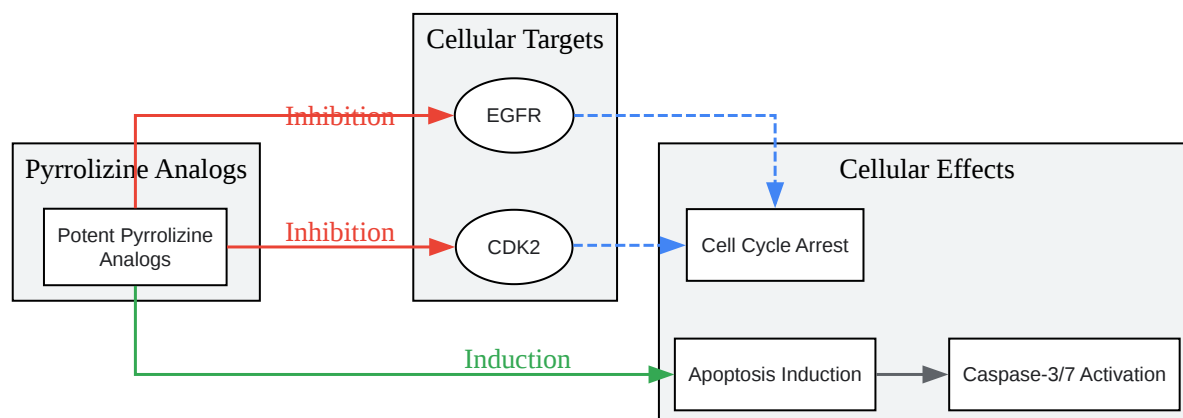 Cellular Targets
Inhibition
EGFR
Pyrrolizine Analogs
Cellular Effects
Potent Pyrrolizine
Analogs
Inhibition
CDK2
Cell Cycle Arrest
Induction
Apoptosis Induction
Caspase-3/7 Activation